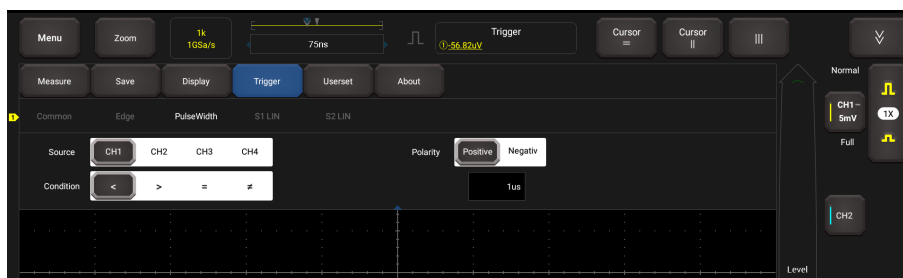 Menu
Zoom
1k
1GSa/s
75ns
Trigger
①-56.82uV
Cursor
=
Cursor
||
|||
Measure
Save
Display
Trigger
Userset
About
Normal
CH1~
5mV
1X
Full
1
Common
Edge
PulseWidth
S1 LIN
S2 LIN
Source
CH1
CH2
CH3
CH4
Polarity
Positive
Negativ
Condition
<
>
=
≠
1us
CH2
Level